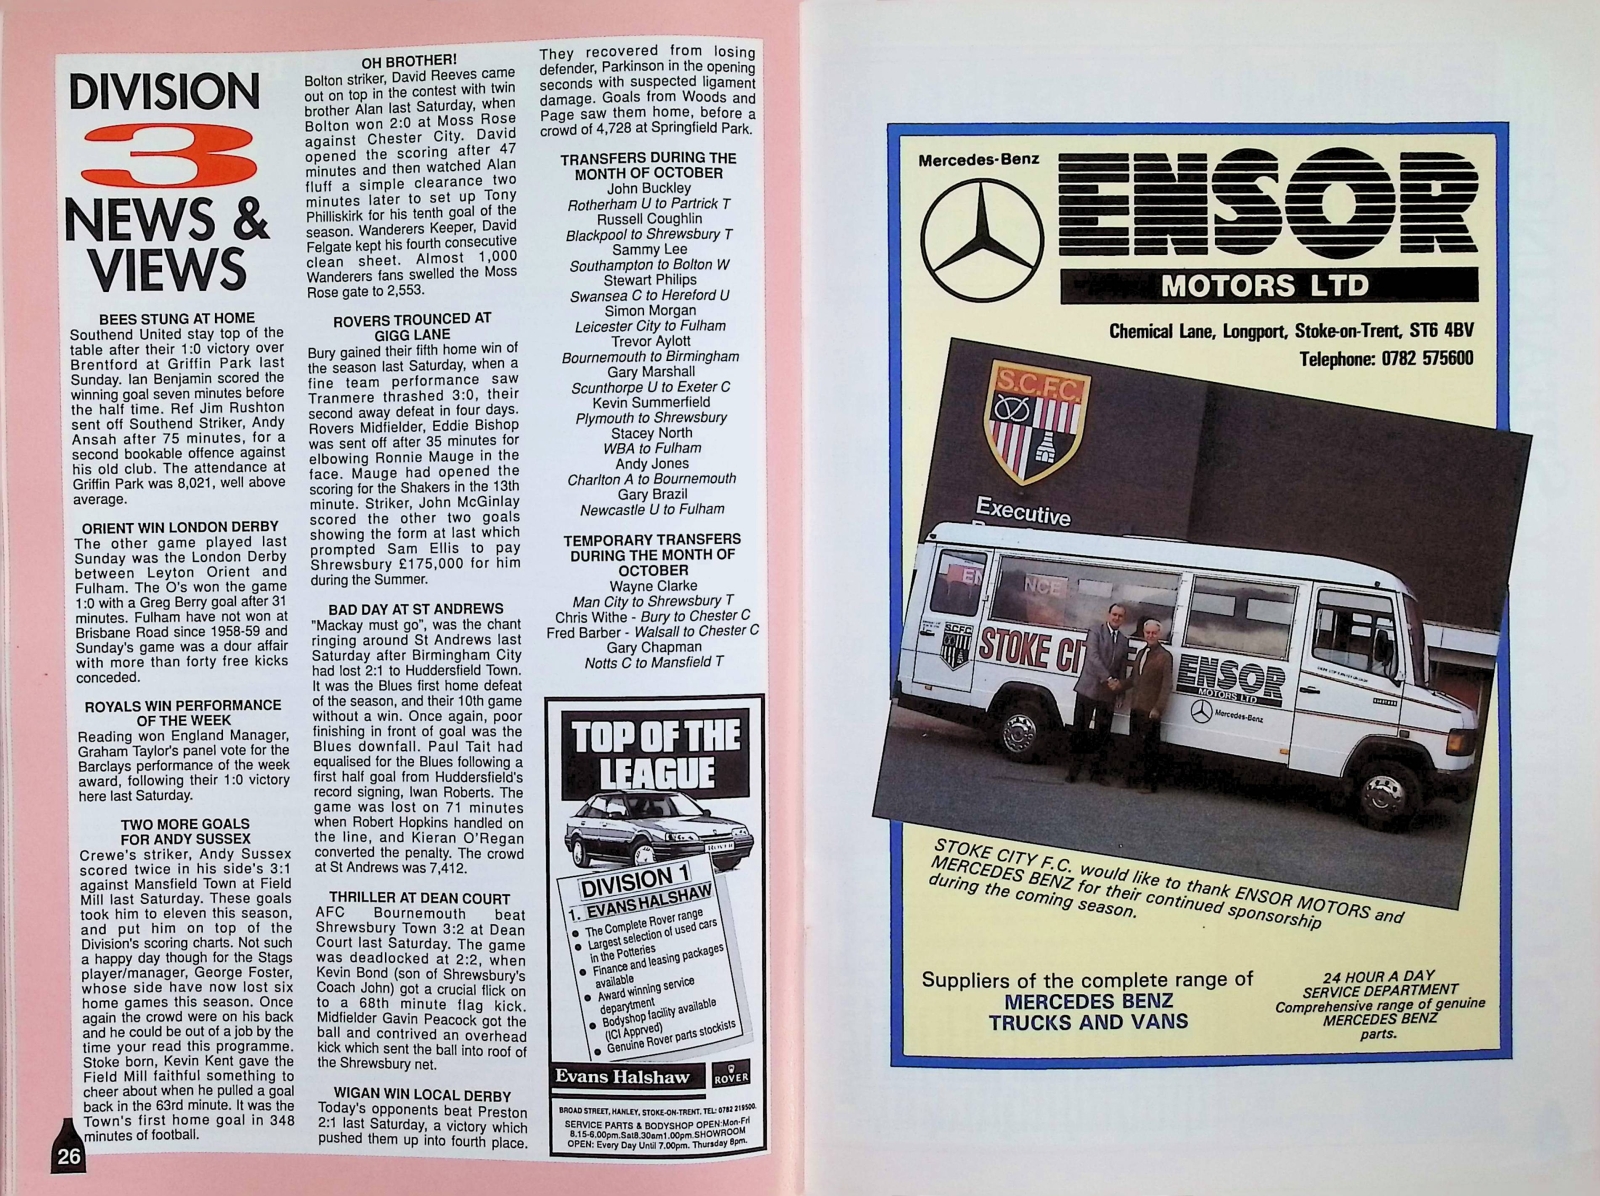 DIVISION
3
NEWS &
VIEWS
BEES STUNG AT HOME
Southend United stay top of the
table after their 1:0 victory over
Brentford at Griffin Park last
Sunday. Ian Benjamin scored the
winning goal seven minutes before
the half time. Ref Jim Rushton
sent off Southend Striker, Andy
Ansah after 75 minutes, for a
second bookable offence against
his old club. The attendance at
Griffin Park was 8,021, well above
average.
ORIENT WIN LONDON DERBY
The other game played last
Sunday was the London Derby
between Leyton Orient and
Fulham. The O's won the game
1:0 with a Greg Berry goal after 31
minutes. Fulham have not won at
Brisbane Road since 1958-59 and
Sunday's game was a dour affair
with more than forty free kicks
conceded.
ROYALS WIN PERFORMANCE
OF THE WEEK
Reading won England Manager,
Graham Taylor's panel vote for the
Barclays performance of the week
award, following their 1:0 victory
here last Saturday.
TWO MORE GOALS
FOR ANDY SUSSEX
Crewe's striker, Andy Sussex
scored twice in his side's 3:1
against Mansfield Town at Field
Mill last Saturday. These goals
took him to eleven this season,
and put him on top of the
Division's scoring charts. Not such
a happy day though for the Stags
player/manager, George Foster,
whose side have now lost six
home games this season. Once
again the crowd were on his back
and he could be out of a job by the
time your read this programme.
Stoke born, Kevin Kent gave the
Field Mill faithful something to
cheer about when he pulled a goal
back in the 63rd minute. It was the
Town's first home goal in 348
minutes of football.
26
OH BROTHER!
Bolton striker, David Reeves came
out on top in the contest with twin
brother Alan last Saturday, when
Bolton won 2:0 at Moss Rose
against Chester City. David
opened the scoring after 47
minutes and then watched Alan
fluff a simple clearance two
minutes later to set up Tony
Philliskirk for his tenth goal of the
season. Wanderers Keeper, David
Felgate kept his fourth consecutive
clean sheet. Almost 1,000
Wanderers fans swelled the Moss
Rose gate to 2,553.
ROVERS TROUNCED AT
GIGG LANE
Bury gained their fifth home win of
the season last Saturday, when a
fine team performance saw
Tranmere thrashed 3:0, their
second away defeat in four days.
Rovers Midfielder, Eddie Bishop
was sent off after 35 minutes for
elbowing Ronnie Mauge in the
face. Mauge had opened the
scoring for the Shakers in the 13th
minute. Striker, John McGinlay
scored the other two goals
showing the form at last which
prompted Sam Ellis to pay
Shrewsbury £175,000 for him
during the Summer.
BAD DAY AT ST ANDREWS
"Mackay must go", was the chant
ringing around St Andrews last
Saturday after Birmingham City
had lost 2:1 to Huddersfield Town.
It was the Blues first home defeat
of the season, and their 10th game
without a win. Once again, poor
finishing in front of goal was the
Blues downfall. Paul Tait had
equalised for the Blues following a
first half goal from Huddersfield's
record signing, Iwan Roberts. The
game was lost on 71 minutes
when Robert Hopkins handled on
the line, and Kieran O'Regan
converted the penalty. The crowd
at St Andrews was 7,412.
THRILLER AT DEAN COURT
AFC Bournemouth beat
Shrewsbury Town 3:2 at Dean
Court last Saturday. The game
was deadlocked at 2:2, when
Kevin Bond (son of Shrewsbury's
Coach John) got a crucial flick on
to a 68th minute flag kick.
Midfielder Gavin Peacock got the
ball and contrived an overhead
kick which sent the ball into roof of
the Shrewsbury net.
WIGAN WIN LOCAL DERBY
Today's opponents beat Preston
2:1 last Saturday, a victory which
pushed them up into fourth place.
They recovered from losing
defender, Parkinson in the opening
seconds with suspected ligament
damage. Goals from Woods and
Page saw them home, before a
crowd of 4,728 at Springfield Park.
TRANSFERS DURING THE
MONTH OF OCTOBER
John Buckley
Rotherham U to Partrick T
Russell Coughlin
Blackpool to Shrewsbury T
Sammy Lee
Southampton to Bolton W
Stewart Philips
Swansea C to Hereford U
Simon Morgan
Leicester City to Fulham
Trevor Aylott
Bournemouth to Birmingham
Gary Marshall
Scunthorpe U to Exeter C
Kevin Summerfield
Plymouth to Shrewsbury
Stacey North
WBA to Fulham
Andy Jones
Charlton A to Bournemouth
Gary Brazil
Newcastle U to Fulham
TEMPORARY TRANSFERS
DURING THE MONTH OF
OCTOBER
Wayne Clarke
Man City to Shrewsbury T
Chris Withe - Bury to Chester C
Fred Barber - Walsall to Chester C
Gary Chapman
Notts C to Mansfield T
TOP OF THE
LEAGUE
ROVER
DIVISION 1
1. EVANS HALSHAW
• The Complete Rover range
• Largest selection of used cars
in the Potteries
• Finance and leasing packages
available
• Award winning service
department
• Bodyshop facility available
(ICI Apprved)
• Genuine Rover parts stockists
Evans Halshaw
ROVER
BROAD STREET, HANLEY, STOKE-ON-TRENT. TEL: 0782 219500.
SERVICE PARTS & BODYSHOP OPEN:Mon-Fri
8.15-6.00pm.Sat8.30am1.00pm.SHOWROOM
OPEN: Every Day Until 7.00pm. Thursday 8pm.
Mercedes-Benz
ENSOR
MOTORS LTD
Chemical Lane, Longport, Stoke-on-Trent, ST6 4BV
Telephone: 0782 575600
S.C.F.C.
Executive
S.C.F.C.
STOKE CI
ENSOR
MOTORS LTD
Mercedes-Benz
STOKE CITY F.C. would like to thank ENSOR MOTORS and
MERCEDES BENZ for their continued sponsorship
during the coming season.
Suppliers of the complete range of
MERCEDES BENZ
TRUCKS AND VANS
24 HOUR A DAY
SERVICE DEPARTMENT
Comprehensive range of genuine
MERCEDES BENZ
parts.